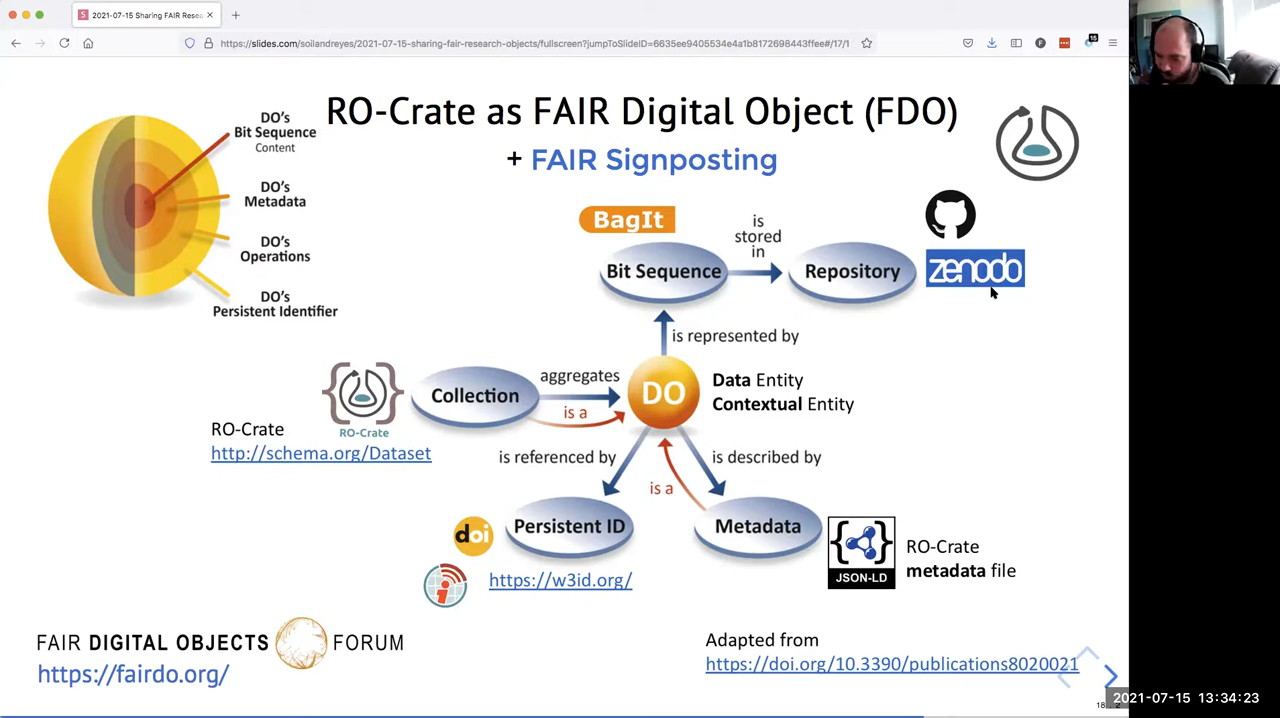 2021-07-15 Sharing FAIR Resea
https://slides.com/soilandreyes/2021-07-15-sharing-fair-research-objects/fullscreen?jumpToSlideID=6635ee9405534e4a1b8172698443ffee#/17/1
15
RO-Crate as FAIR Digital Object (FDO)
+ FAIR Signposting
DO's
Bit Sequence
Content
DO's
Metadata
DO's
Operations
DO's
Persistent Identifier
BagIt
is
stored
in
Bit Sequence
Repository
zenodo
is represented by
Collection
aggregates
is a
DO
Data Entity
Contextual Entity
RO-Crate
RO-Crate
http://schema.org/Dataset
is referenced by
is described by
is a
doi
Persistent ID
Metadata
https://w3id.org/
JSON-LD
RO-Crate
metadata file
FAIR DIGITAL OBJECTS FORUM
https://fairdo.org/
Adapted from
https://doi.org/10.3390/publications8020021
2021-07-15 13:34:23